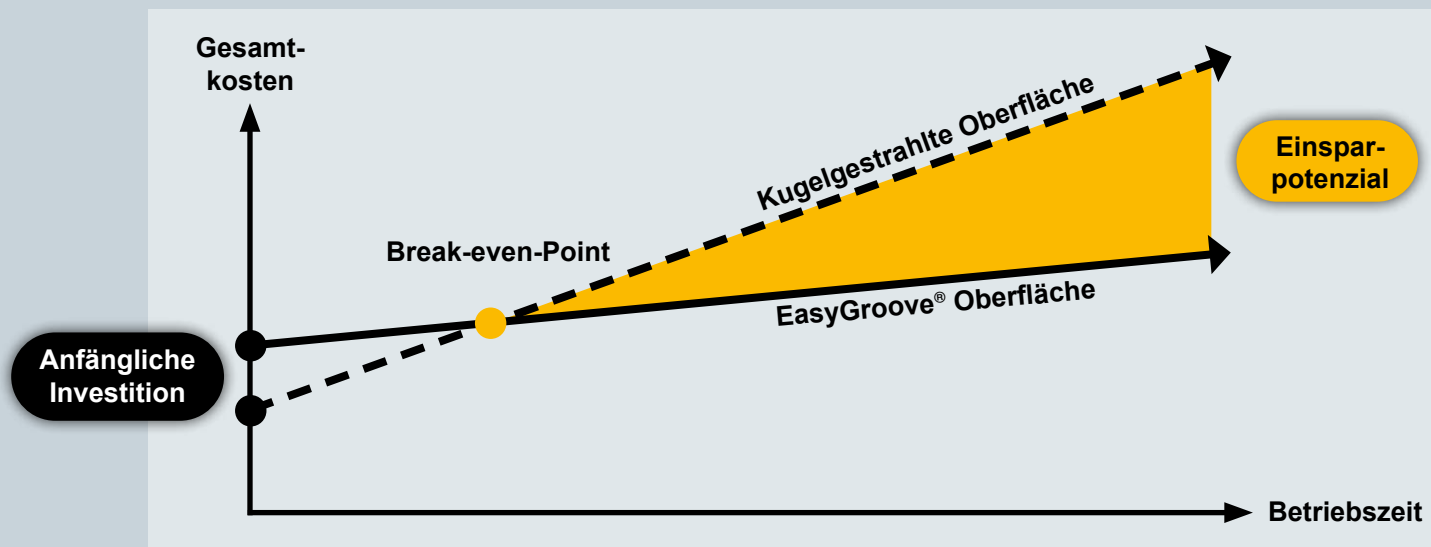 Gesamt-
kosten
Kugelgestrahlte Oberfläche
Einspar-
potenzial
Break-even-Point
EasyGroove® Oberfläche
Anfängliche
Investition
Betriebszeit